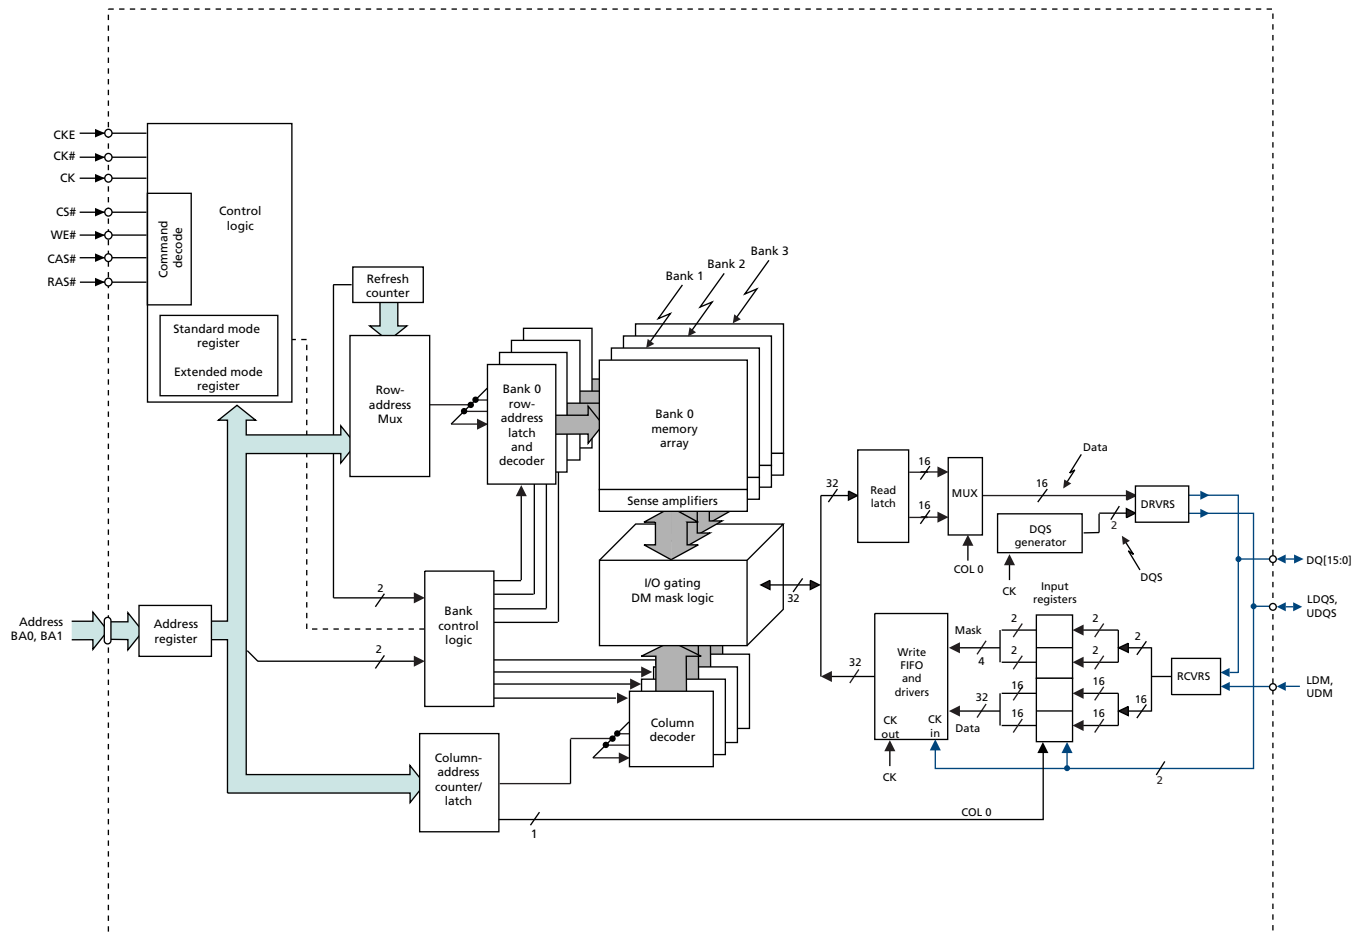 CKE
CK#
CK
CS#
WE#
CAS#
RAS#
Command
decode
Control
logic
Standard mode
register
Extended mode
register
Refresh
counter
Row-
address
Mux
Bank 0
row-
address
latch
and
decoder
Bank 1
Bank 2
Bank 3
Bank 0
memory
array
Sense amplifiers
I/O gating
DM mask logic
32
32
Read
latch
16
16
MUX
COL 0
16
Data
DQS
generator
CK
2
DQS
DRVRS
DQ[15:0]
LDQS,
UDQS
LDM,
UDM
Address
BA0, BA1
Address
register
2
2
Bank
control
logic
Column
decoder
Column-
address
counter/
latch
1
COL 0
32
Write
FIFO
and
drivers
CK
out
CK
in
CK
Mask
4
32
Data
Input
registers
2
2
16
16
2
2
16
16
2
16
RCVRS
2